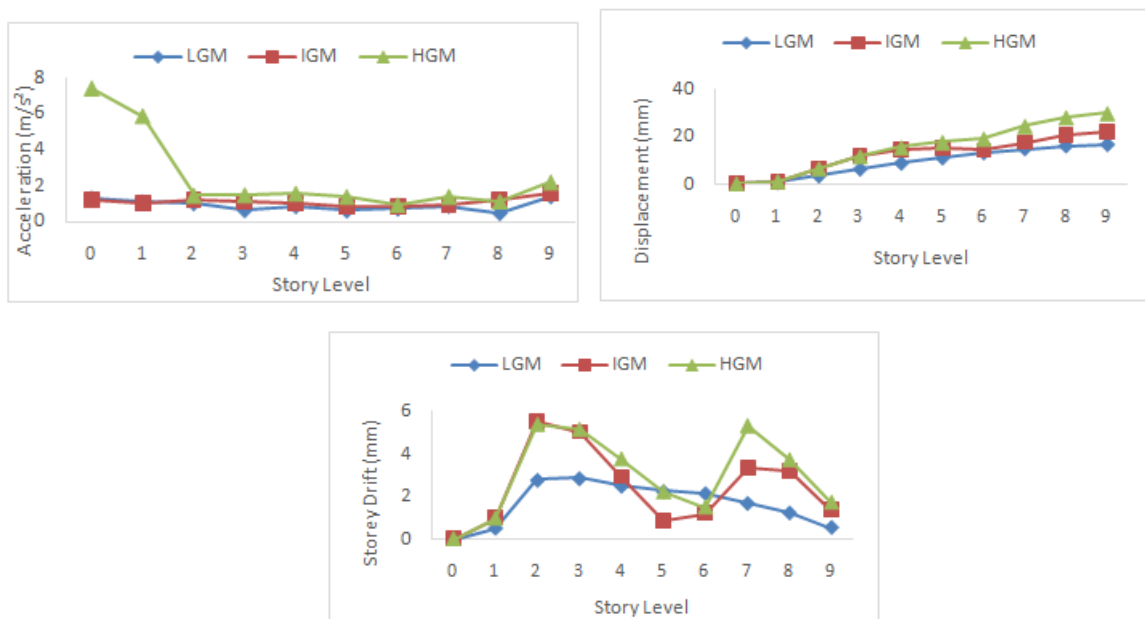 LGM IGM HGM
Acceleration (m/s²)
8
6
4
2
0
0 1 2 3 4 5 6 7 8 9
Story Level
LGM IGM HGM
Displacement (mm)
40
20
0
0 1 2 3 4 5 6 7 8 9
Story Level
LGM IGM HGM
Storey Drift (mm)
6
4
2
0
0 1 2 3 4 5 6 7 8 9
Story Level